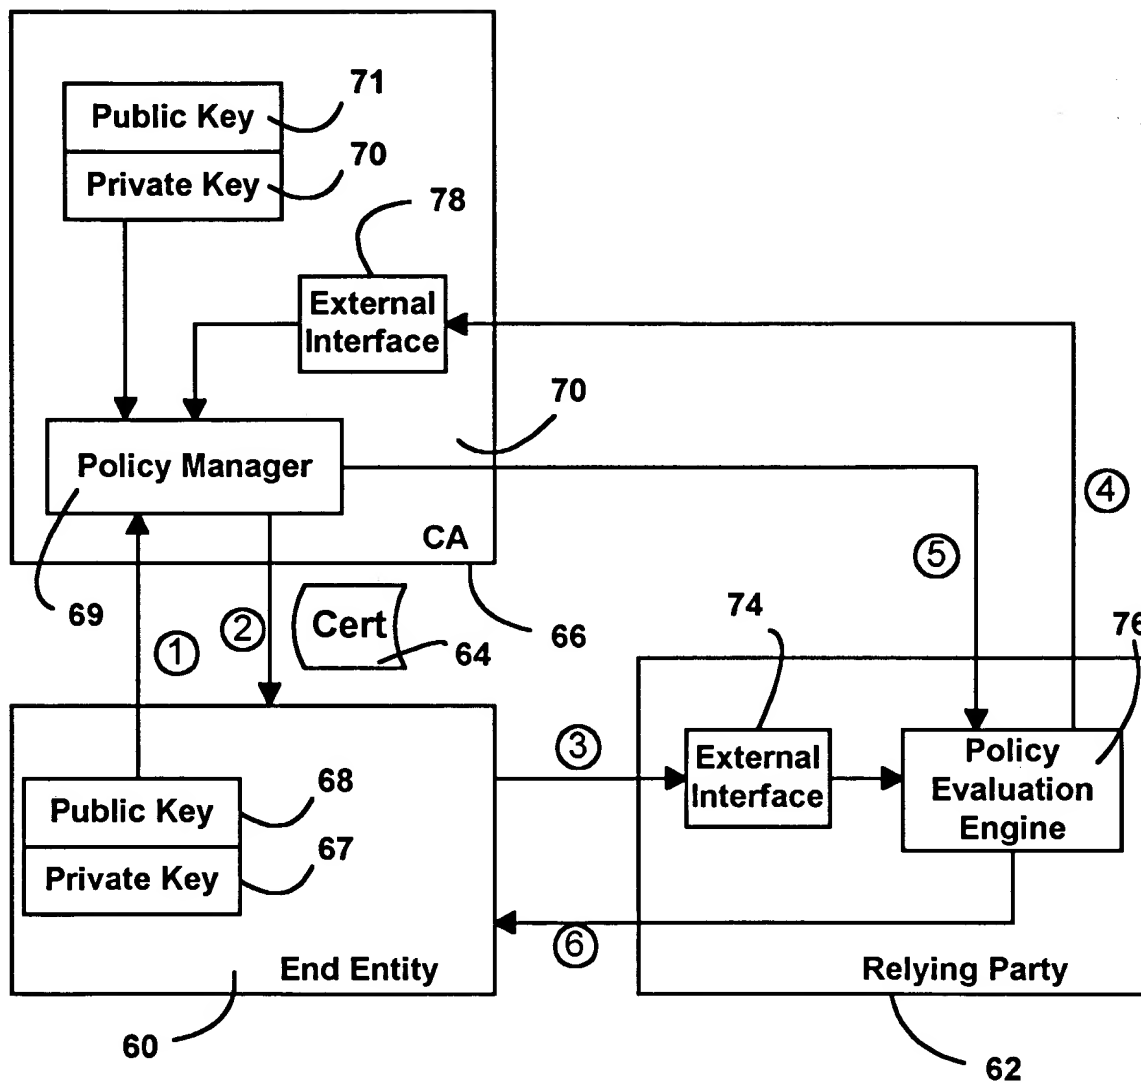 71
Public Key
70
Private Key
78
External
Interface
70
Policy Manager
4
CA
5
69
1
2
Cert
64
66
74
76
3
External
Interface
Policy
Evaluation
Engine
Public Key
68
67
Private Key
6
End Entity
Relying Party
60
62